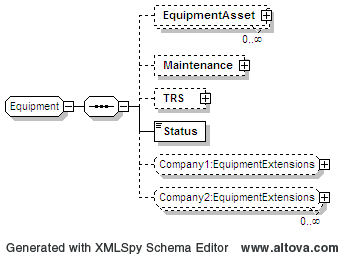 EquipmentAsset
0..∞
Maintenance
TRS
Equipment
Status
Company1:EquipmentExtensions
Company2:EquipmentExtensions
0..∞
Generated with XMLSpy Schema Editor www.altova.com